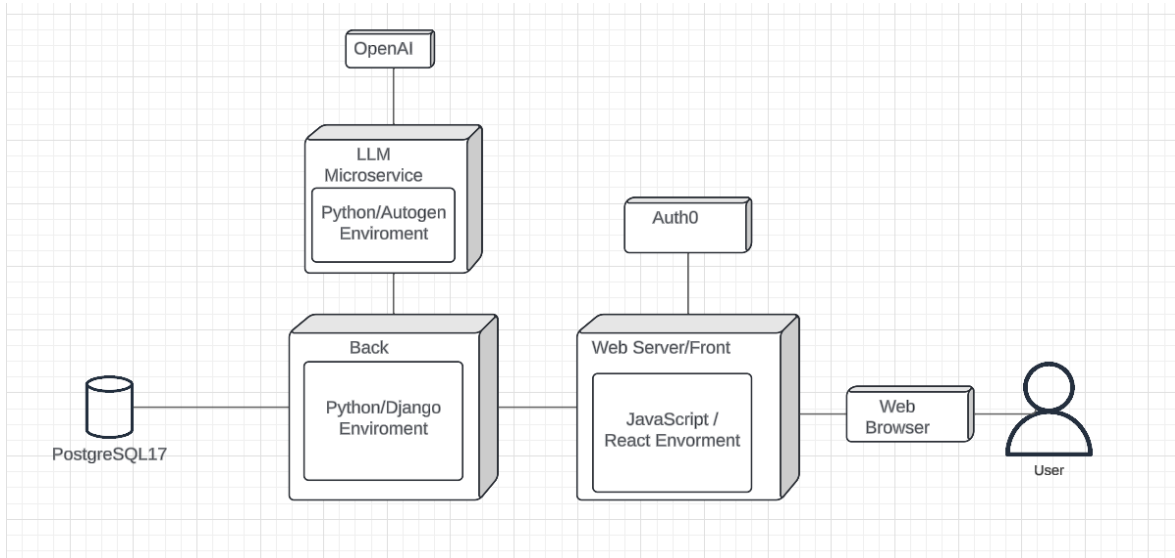 OpenAI
LLM
Microservice
Python/Autogen
Enviroment
Auth0
Back
Python/Django
Enviroment
Web Server/Front
JavaScript /
React Envorment
Web
Browser
PostgreSQL17
User